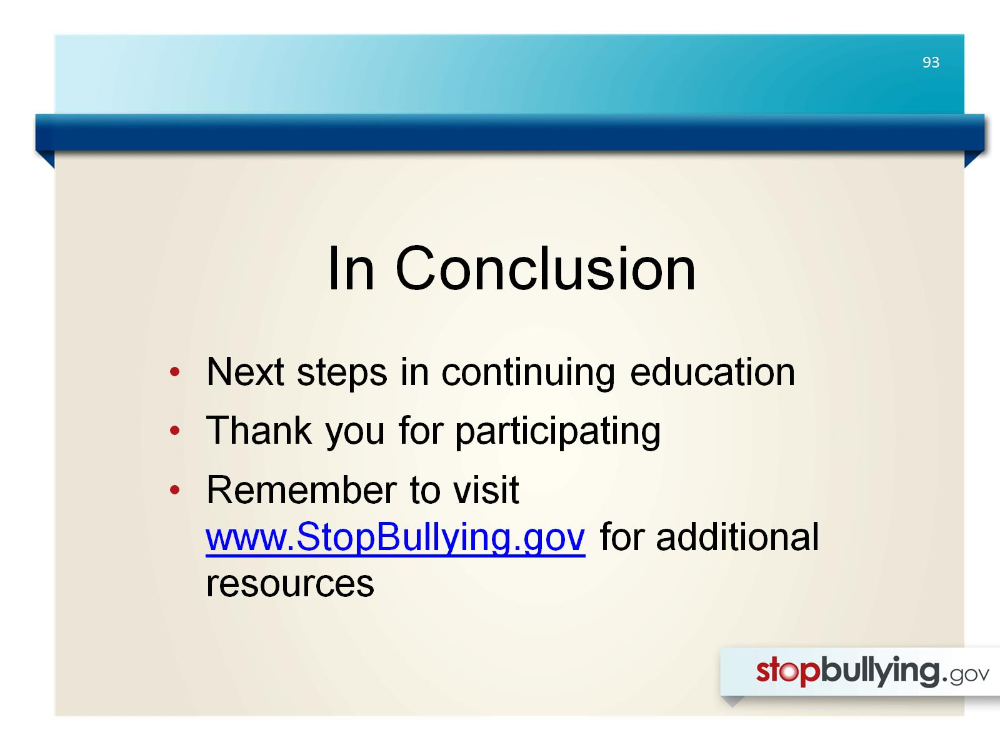 93
In Conclusion
• Next steps in continuing education
• Thank you for participating
• Remember to visit
www.StopBullying.gov for additional
resources
stopbullying.gov